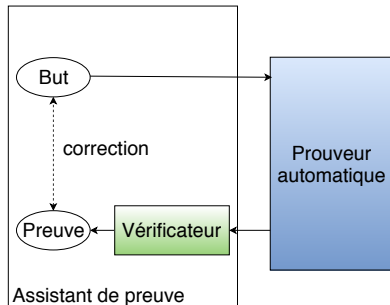 But
correction
Prouveur
automatique
Preuve
Vérificateur
Assistant de preuve